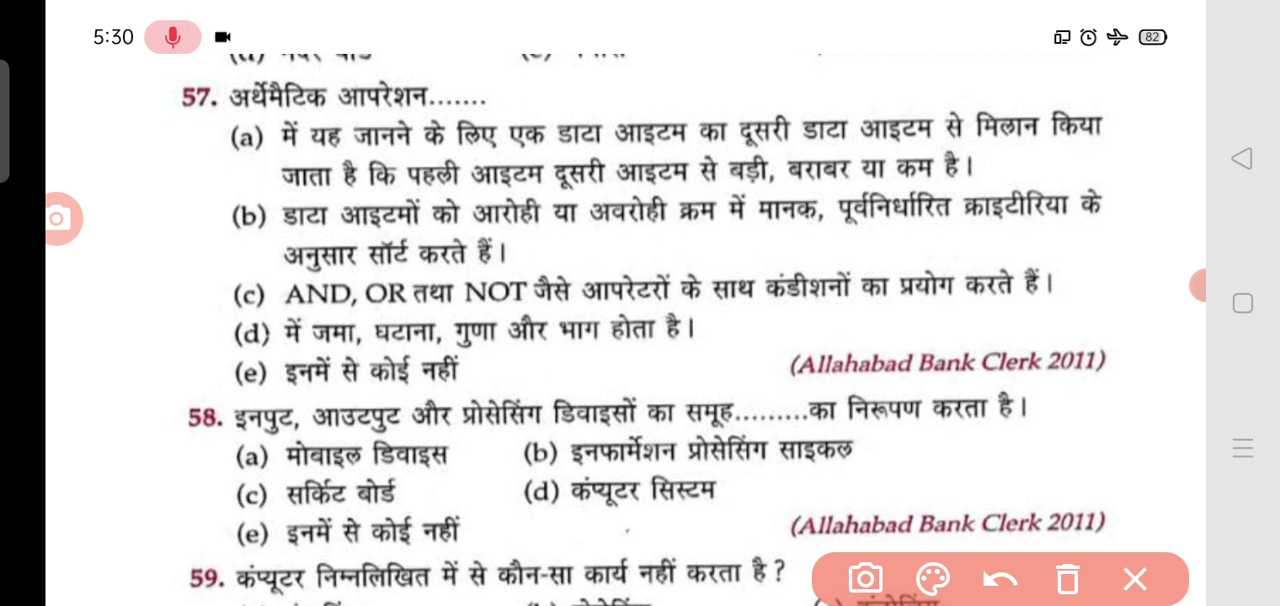 5:30
82
57. अर्थेमैटिक आपरेशन.......
(a) में यह जानने के लिए एक डाटा आइटम का दूसरी डाटा आइटम से मिलान किया
जाता है कि पहली आइटम दूसरी आइटम से बड़ी, बराबर या कम है।
(b) डाटा आइटमों को आरोही या अवरोही क्रम में मानक, पूर्वनिर्धारित क्राइटीरिया के
अनुसार सॉर्ट करते हैं।
(c) AND, OR तथा NOT जैसे आपरेटरों के साथ कंडीशनों का प्रयोग करते हैं।
(d) में जमा, घटाना, गुणा और भाग होता है।
(e) इनमें से कोई नहीं (Allahabad Bank Clerk 2011)
58. इनपुट, आउटपुट और प्रोसेसिंग डिवाइसों का समूह.........का निरूपण करता है।
(a) मोबाइल डिवाइस (b) इनफार्मेशन प्रोसेसिंग साइकल
(c) सर्किट बोर्ड (d) कंप्यूटर सिस्टम
(e) इनमें से कोई नहीं (Allahabad Bank Clerk 2011)
59. कंप्यूटर निम्नलिखित में से कौन-सा कार्य नहीं करता है ?